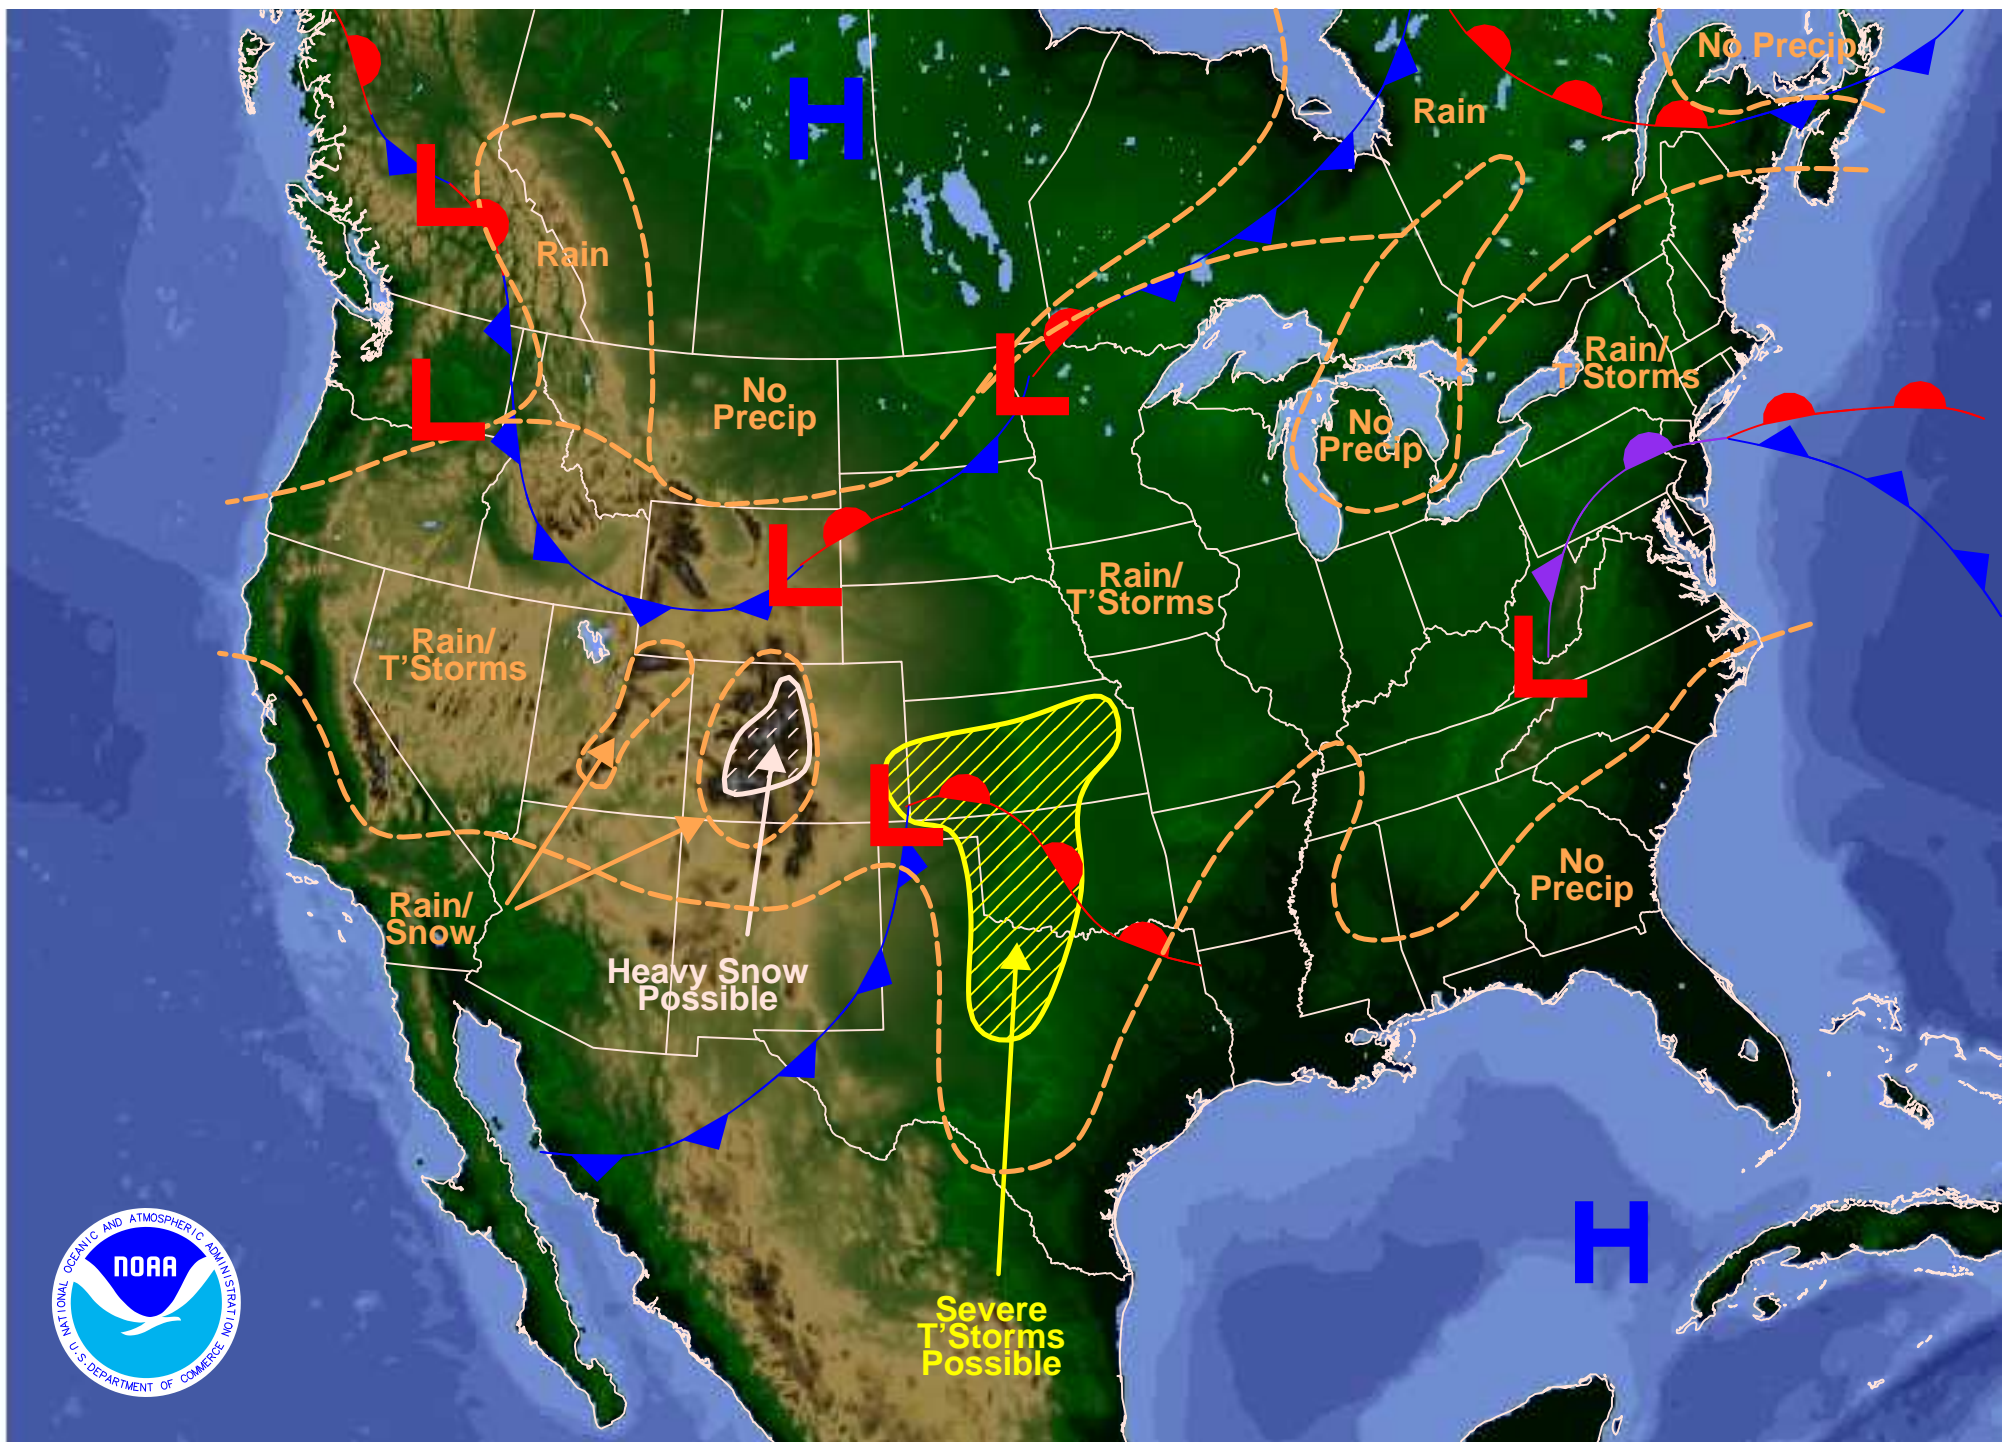 No Precip
H
Rain
L
Rain
L
L
Rain/
T'Storms
No
Precip
No
Precip
L
Rain/
T'Storms
Rain/
T'Storms
L
L
No
Precip
Rain/
Snow
Heavy Snow
Possible
H
Severe
T'Storms
Possible
NATIONAL OCEANIC AND ATMOSPHERIC ADMINISTRATION
NOAA
U.S. DEPARTMENT OF COMMERCE